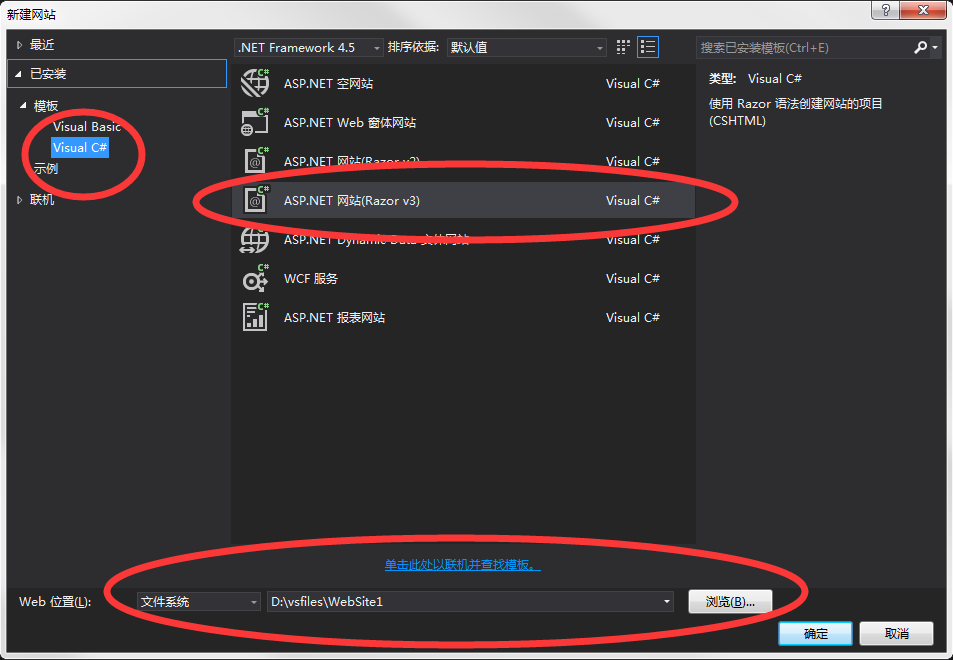 新建网站
最近
已安装
模板
Visual Basic
Visual C#
示例
联机
.NET Framework 4.5 排序依据: 默认值
C# ASP.NET 空网站 Visual C#
C# ASP.NET Web 窗体网站 Visual C#
C# ASP.NET 网站(Razor v2) Visual C#
C# ASP.NET 网站(Razor v3) Visual C#
ASP.NET Dynamic Data 实体网站 Visual C#
C# WCF 服务 Visual C#
C# ASP.NET 报表网站 Visual C#
搜索已安装模板(Ctrl+E)
类型: Visual C#
使用 Razor 语法创建网站的项目
(CSHTML)
单击此处以联机并查找模板。
Web 位置(L): 文件系统 D:\vsfiles\WebSite1 浏览(B)...
确定 取消